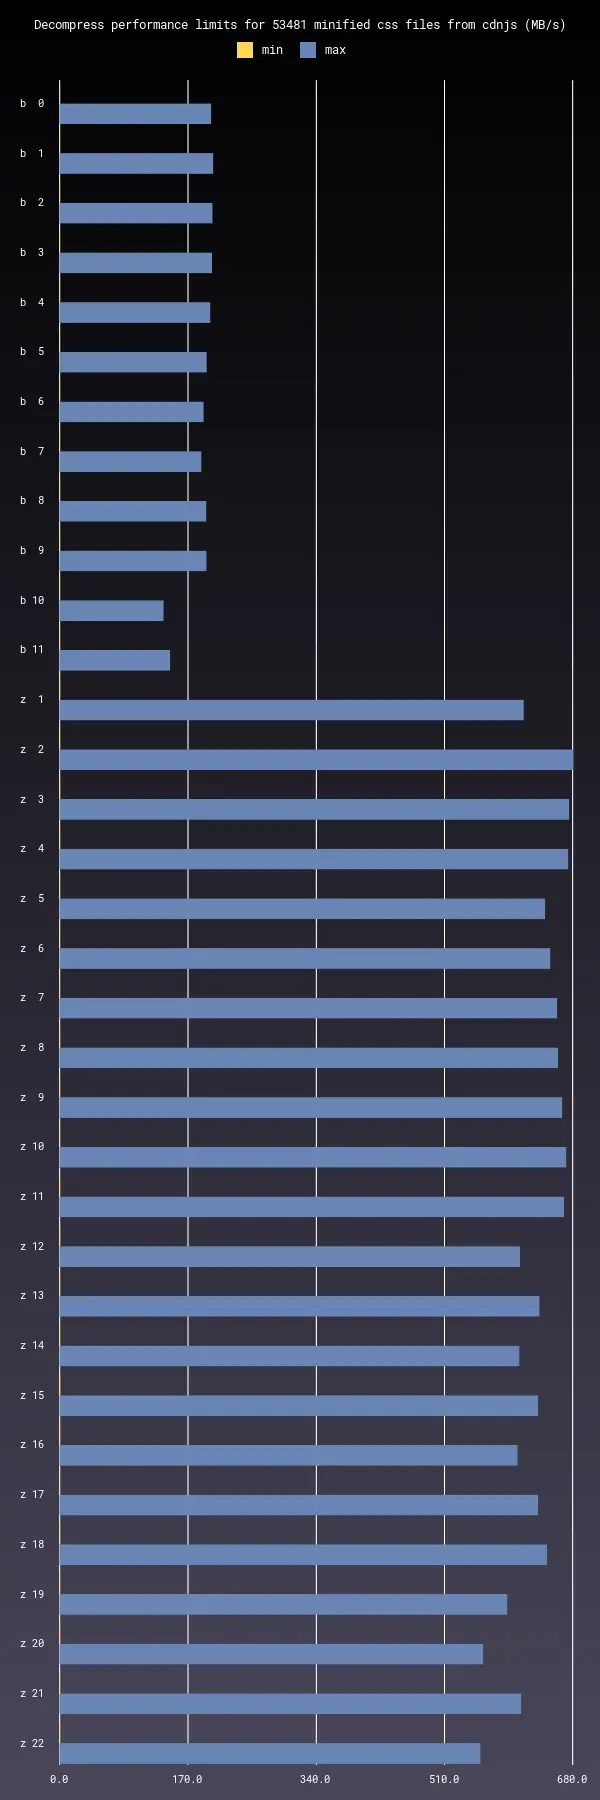 Decompress performance limits for 53481 minified css files from cdnjs (MB/s)
min max
b 0
b 1
b 2
b 3
b 4
b 5
b 6
b 7
b 8
b 9
b 10
b 11
z 1
z 2
z 3
z 4
z 5
z 6
z 7
z 8
z 9
z 10
z 11
z 12
z 13
z 14
z 15
z 16
z 17
z 18
z 19
z 20
z 21
z 22
0.0 170.0 340.0 510.0 680.0